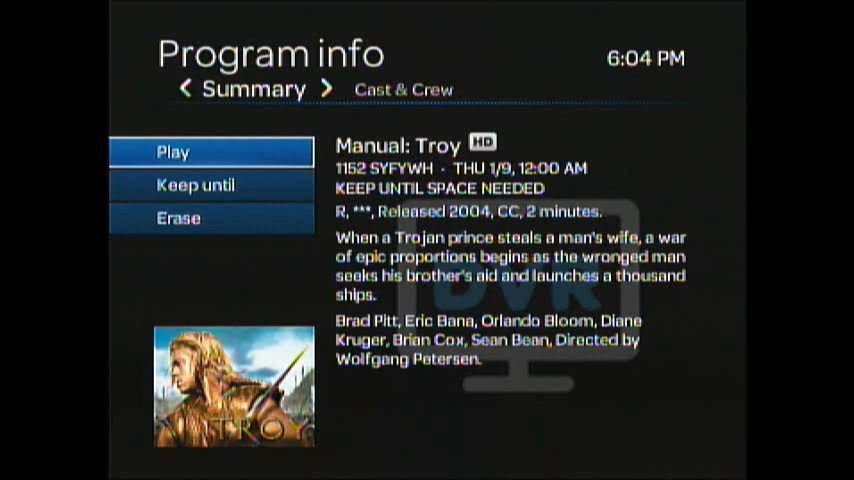 Program info
6:04 PM
Summary
Cast & Crew
Play
Keep until
Erase
Manual: Troy HD
1152 SYFYWH - THU 1/9, 12:00 AM
KEEP UNTIL SPACE NEEDED
R, ***, Released 2004, CC, 2 minutes.
When a Trojan prince steals a man's wife, a war
of epic proportions begins as the wronged man
seeks his brother's aid and launches a thousand
ships.
Brad Pitt, Eric Bana, Orlando Bloom, Diane
Kruger, Brian Cox, Sean Bean, Directed by
Wolfgang Petersen.
DVR
TROY